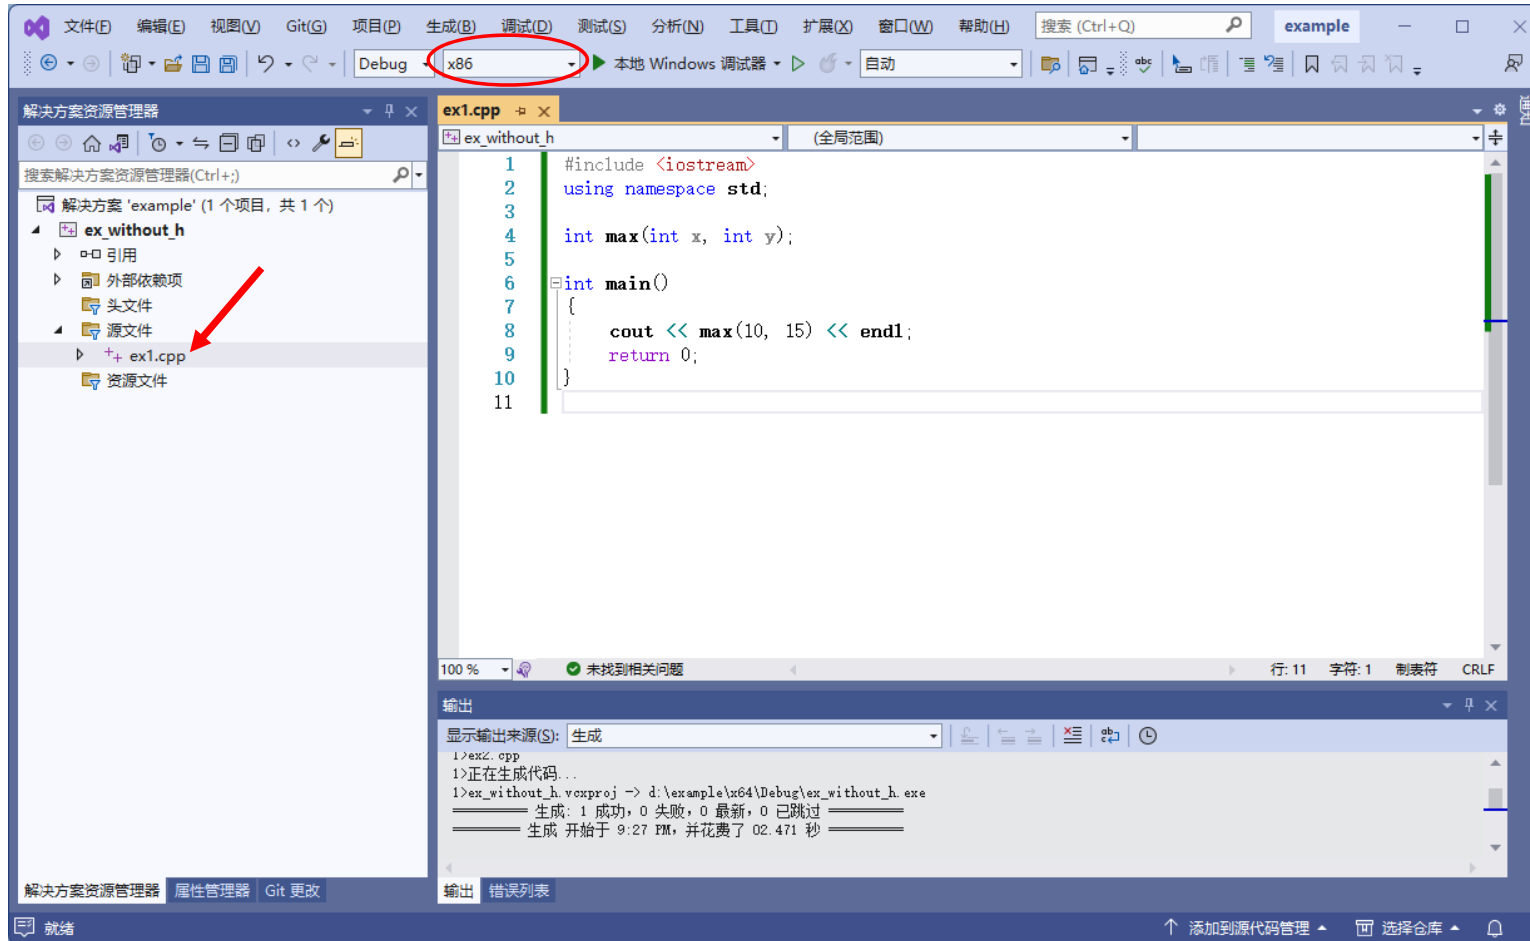 文件(F) 编辑(E) 视图(V) Git(G) 项目(P) 生成(B) 调试(D) 测试(S) 分析(N) 工具(T) 扩展(X) 窗口(W) 帮助(H) 搜索 (Ctrl+Q) example
Debug x86 本地 Windows 调试器 自动
解决方案资源管理器
搜索解决方案资源管理器(Ctrl+;)
解决方案 'example' (1 个项目，共 1 个)
ex_without_h
引用
外部依赖项
头文件
源文件
ex1.cpp
资源文件
解决方案资源管理器 属性管理器 Git 更改
ex1.cpp
ex_without_h (全局范围)
1 #include <iostream>
2 using namespace std;
3
4 int max(int x, int y);
5
6 int main()
7 {
8 cout << max(10, 15) << endl;
9 return 0;
10 }
11
100 % 未找到相关问题 行: 11 字符: 1 制表符 CRLF
输出
显示输出来源(S): 生成
1>ex2.cpp
1>正在生成代码...
1>ex_without_h.vcxproj -> d:\example\x64\Debug\ex_without_h.exe
========== 生成: 1 成功，0 失败，0 最新，0 已跳过 ==========
========== 生成 开始于 9:27 PM，并花费了 02.471 秒 ==========
输出 错误列表
就绪 添加到源代码管理 选择仓库